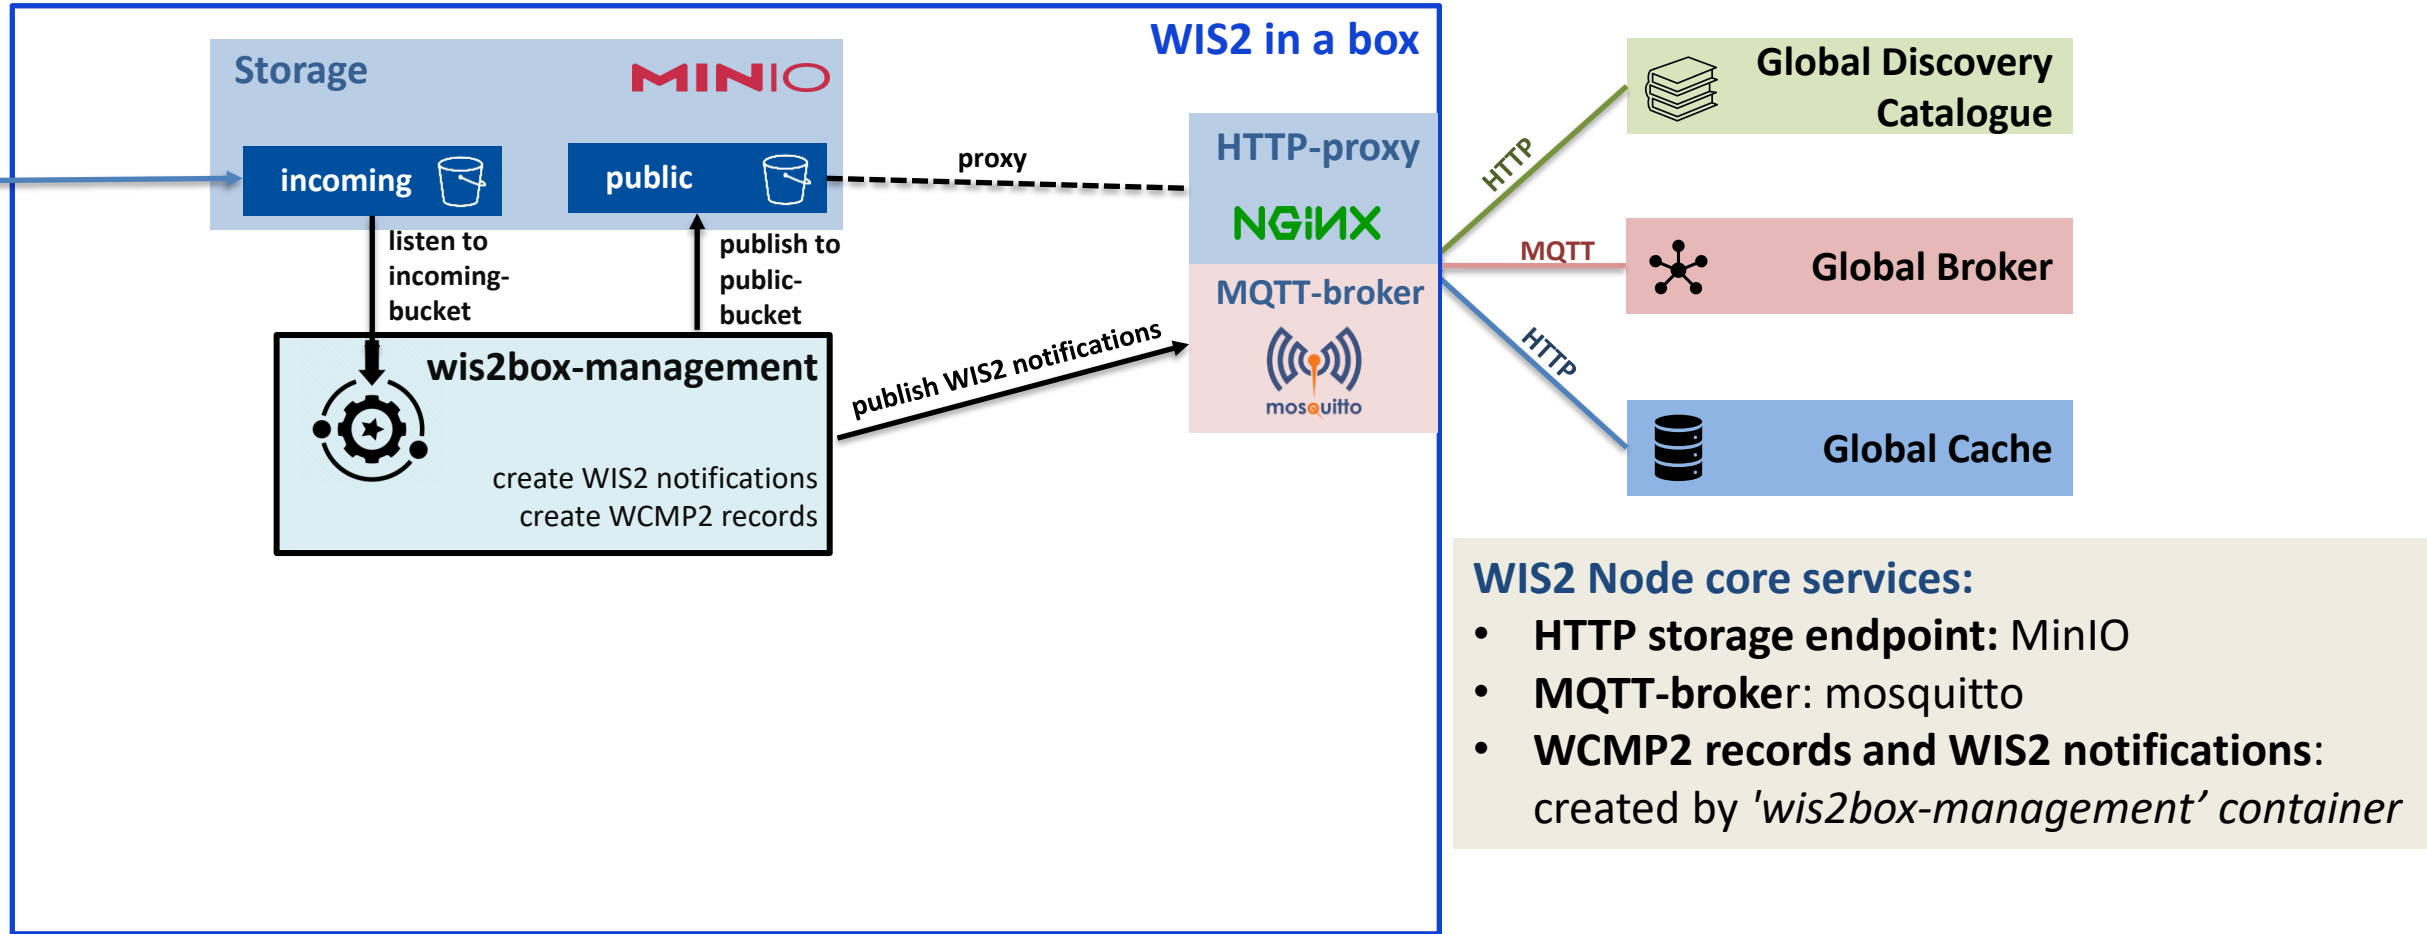 WIS2 in a box
Storage
MINIO
incoming
public
listen to
incoming-
bucket
publish to
public-
bucket
proxy
HTTP-proxy
NGiNX
MQTT-broker
mosquitto
wis2box-management
create WIS2 notifications
create WCMP2 records
publish WIS2 notifications
HTTP
MQTT
HTTP
Global Discovery
Catalogue
Global Broker
Global Cache
WIS2 Node core services:
• HTTP storage endpoint: MinIO
• MQTT-broker: mosquitto
• WCMP2 records and WIS2 notifications:
created by 'wis2box-management’ container